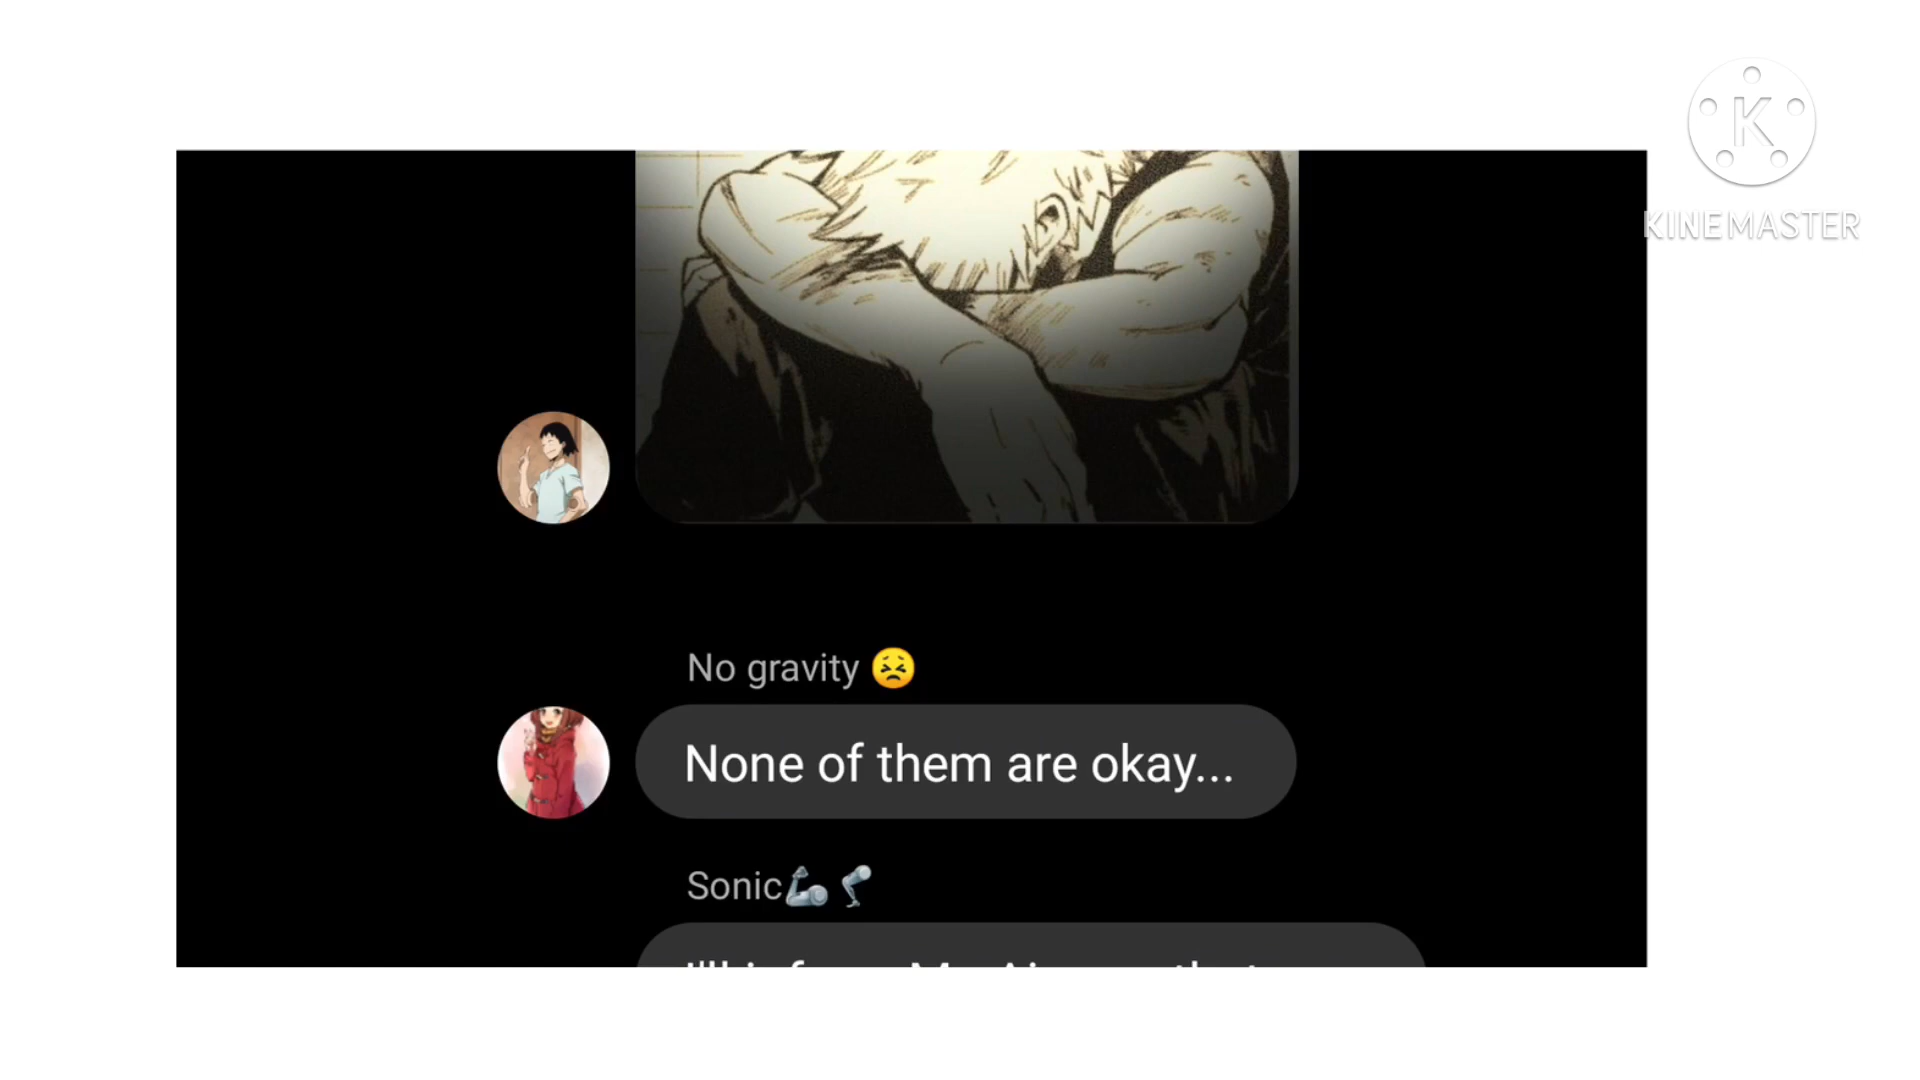 K
KINEMASTER
No gravity 😣
None of them are okay...
Sonic🦾🦿